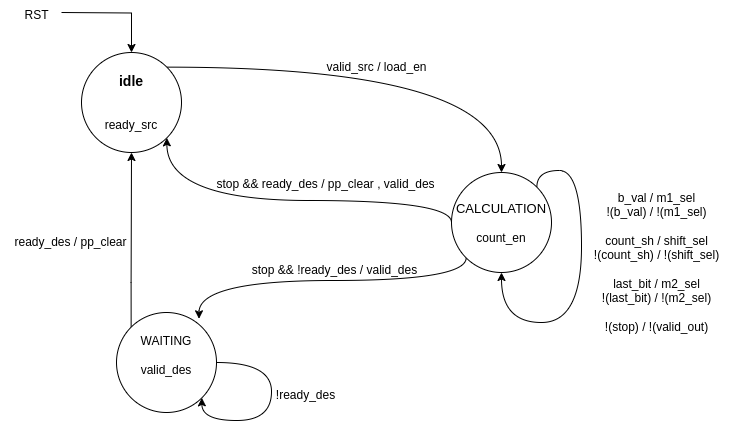 RST
idle
ready_src
valid_src / load_en
stop && ready_des / pp_clear , valid_des
CALCULATION
count_en
b_val / m1_sel
!(b_val) / !(m1_sel)
count_sh / shift_sel
!(count_sh) / !(shift_sel)
last_bit / m2_sel
!(last_bit) / !(m2_sel)
!(stop) / !(valid_out)
ready_des / pp_clear
stop && !ready_des / valid_des
WAITING
valid_des
!ready_des